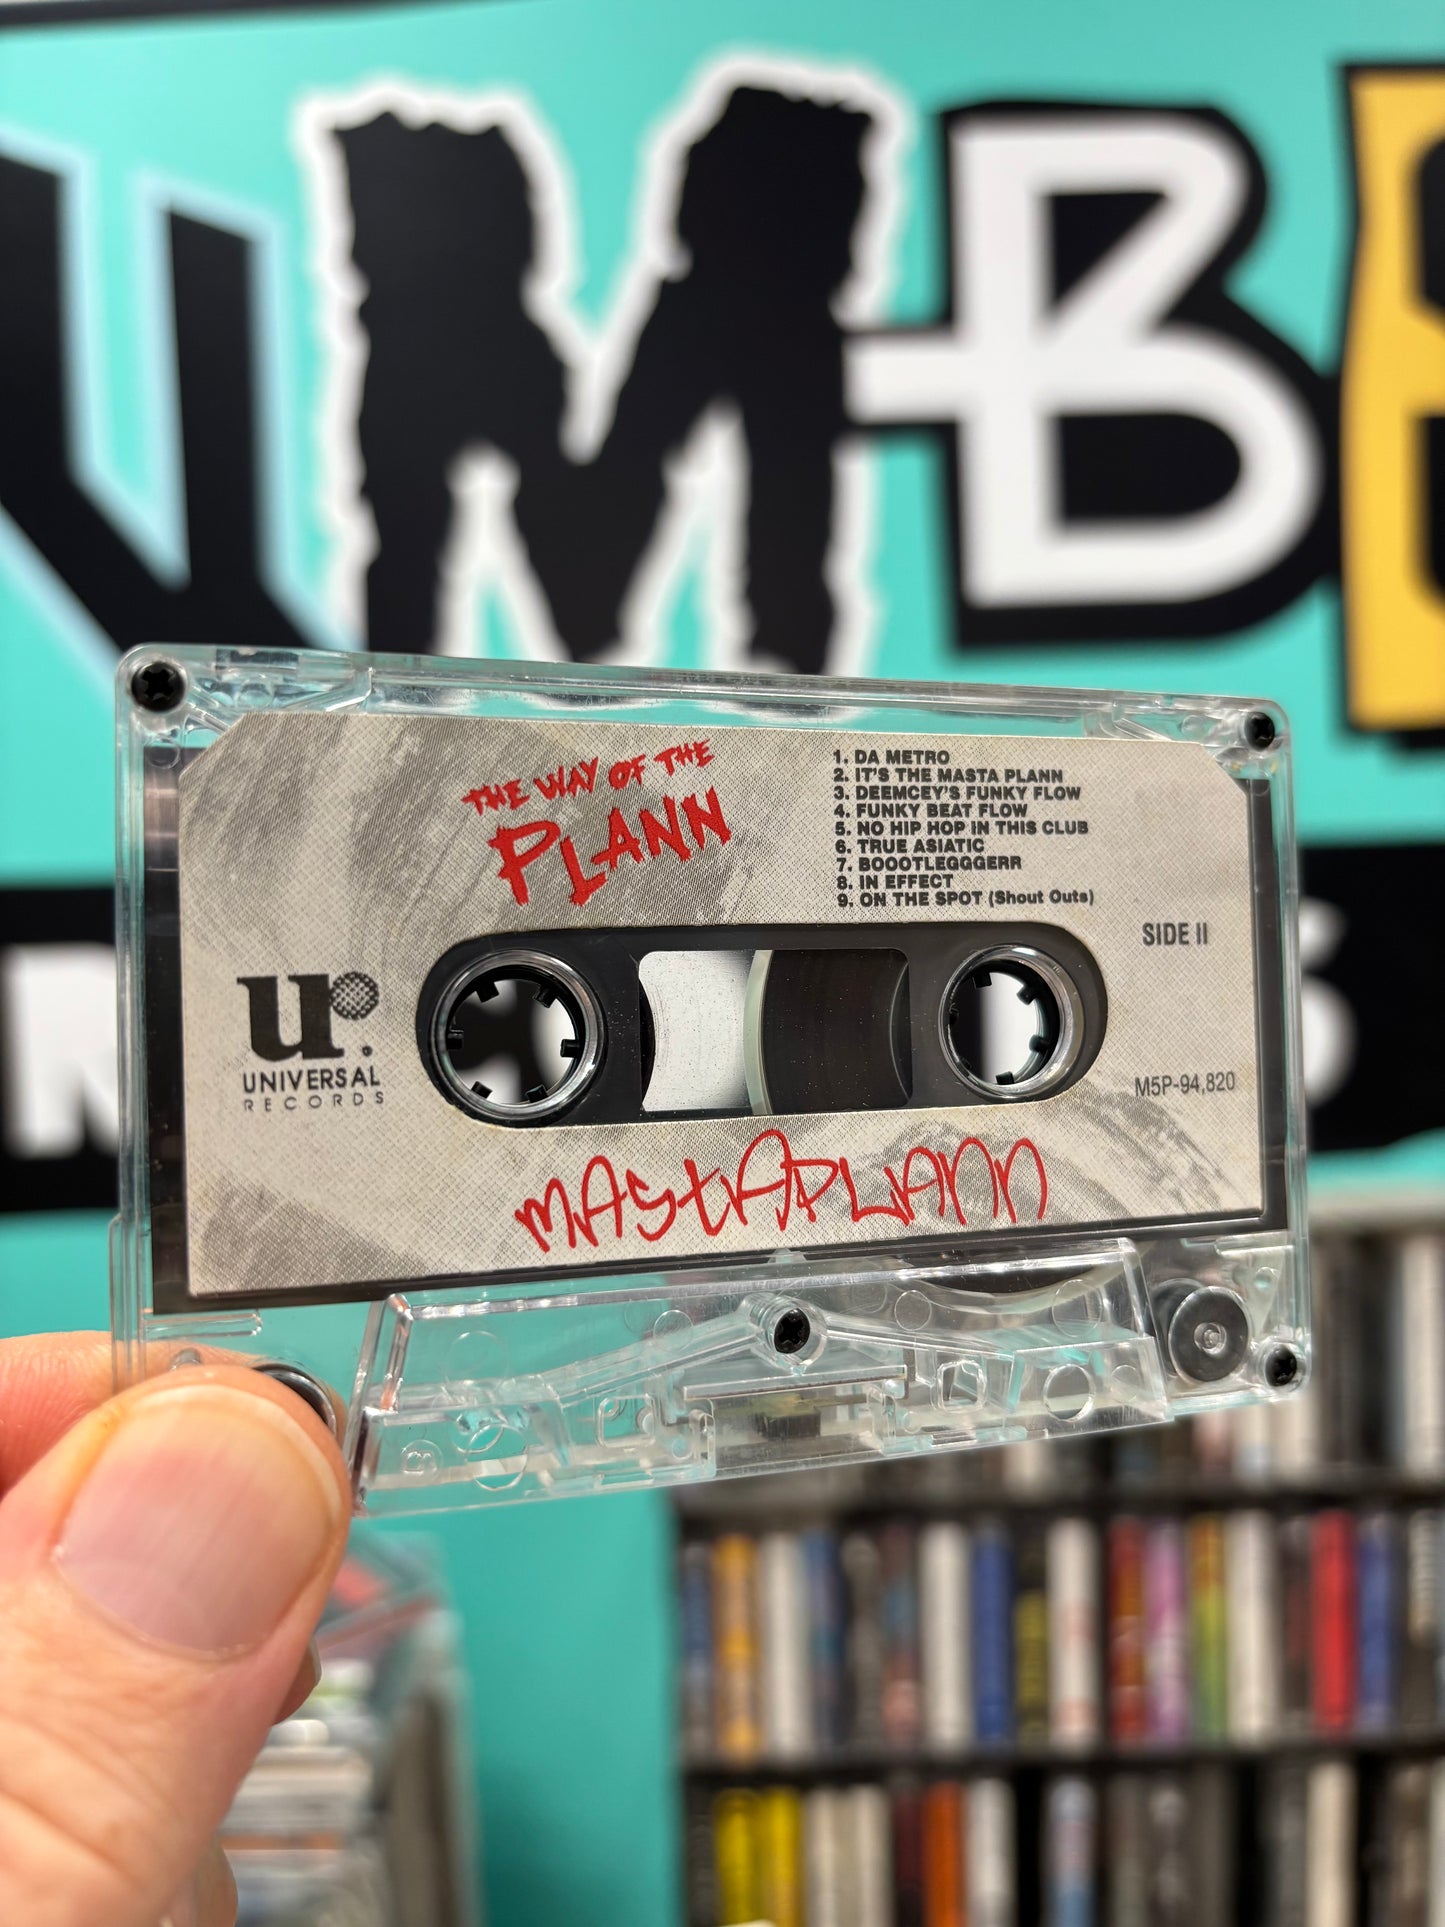 UMB
THE WAY OF THE
PLANN
1. DA METRO
2. IT'S THE MASTA PLANN
3. DEEMCEY'S FUNKY FLOW
4. FUNKY BEAT FLOW
5. NO HIP HOP IN THIS CLUB
6. TRUE ASIATIC
7. BOOOTLEGGGERR
8. IN EFFECT
9. ON THE SPOT (Shout Outs)
SIDE II
u.
UNIVERSAL
RECORDS
M5P-94,820
MASTAPLANN